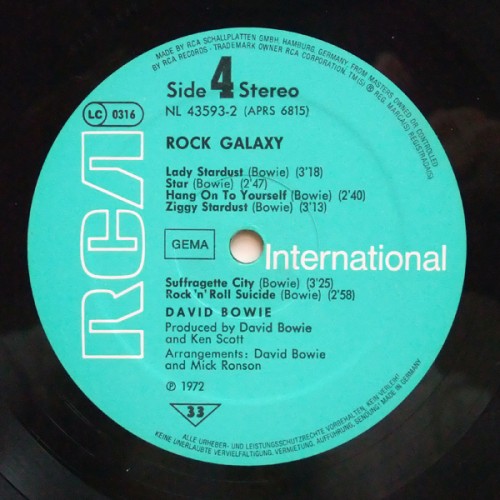 MADE BY RCA SCHALLPLATTEN GMBH, HAMBURG, GERMANY, FROM MASTERS OWNED OR CONTROLLED
BY RCA RECORDS · TRADEMARK OWNER RCA CORPORATION, TM(S) ® REG. MARCA(S) REGISTRADA(S)
Side 4 Stereo
NL 43593-2 (APRS 6815)
LC 0316
ROCK GALAXY
Lady Stardust (Bowie) (3'18)
Star (Bowie) (2'47)
Hang On To Yourself (Bowie) (2'40)
Ziggy Stardust (Bowie) (3'13)
GEMA
RCA
International
Suffragette City (Bowie) (3'25)
Rock'n'Roll Suicide (Bowie) (2'58)
DAVID BOWIE
Produced by David Bowie
and Ken Scott
Arrangements: David Bowie
and Mick Ronson
℗ 1972
33
ALLE URHEBER- UND LEISTUNGSSCHUTZRECHTE VORBEHALTEN. KEIN VERLEIH!
KEINE UNERLAUBTE VERVIELFÄLTIGUNG, VERMIETUNG, AUFFÜHRUNG, SENDUNG · MADE IN GERMANY